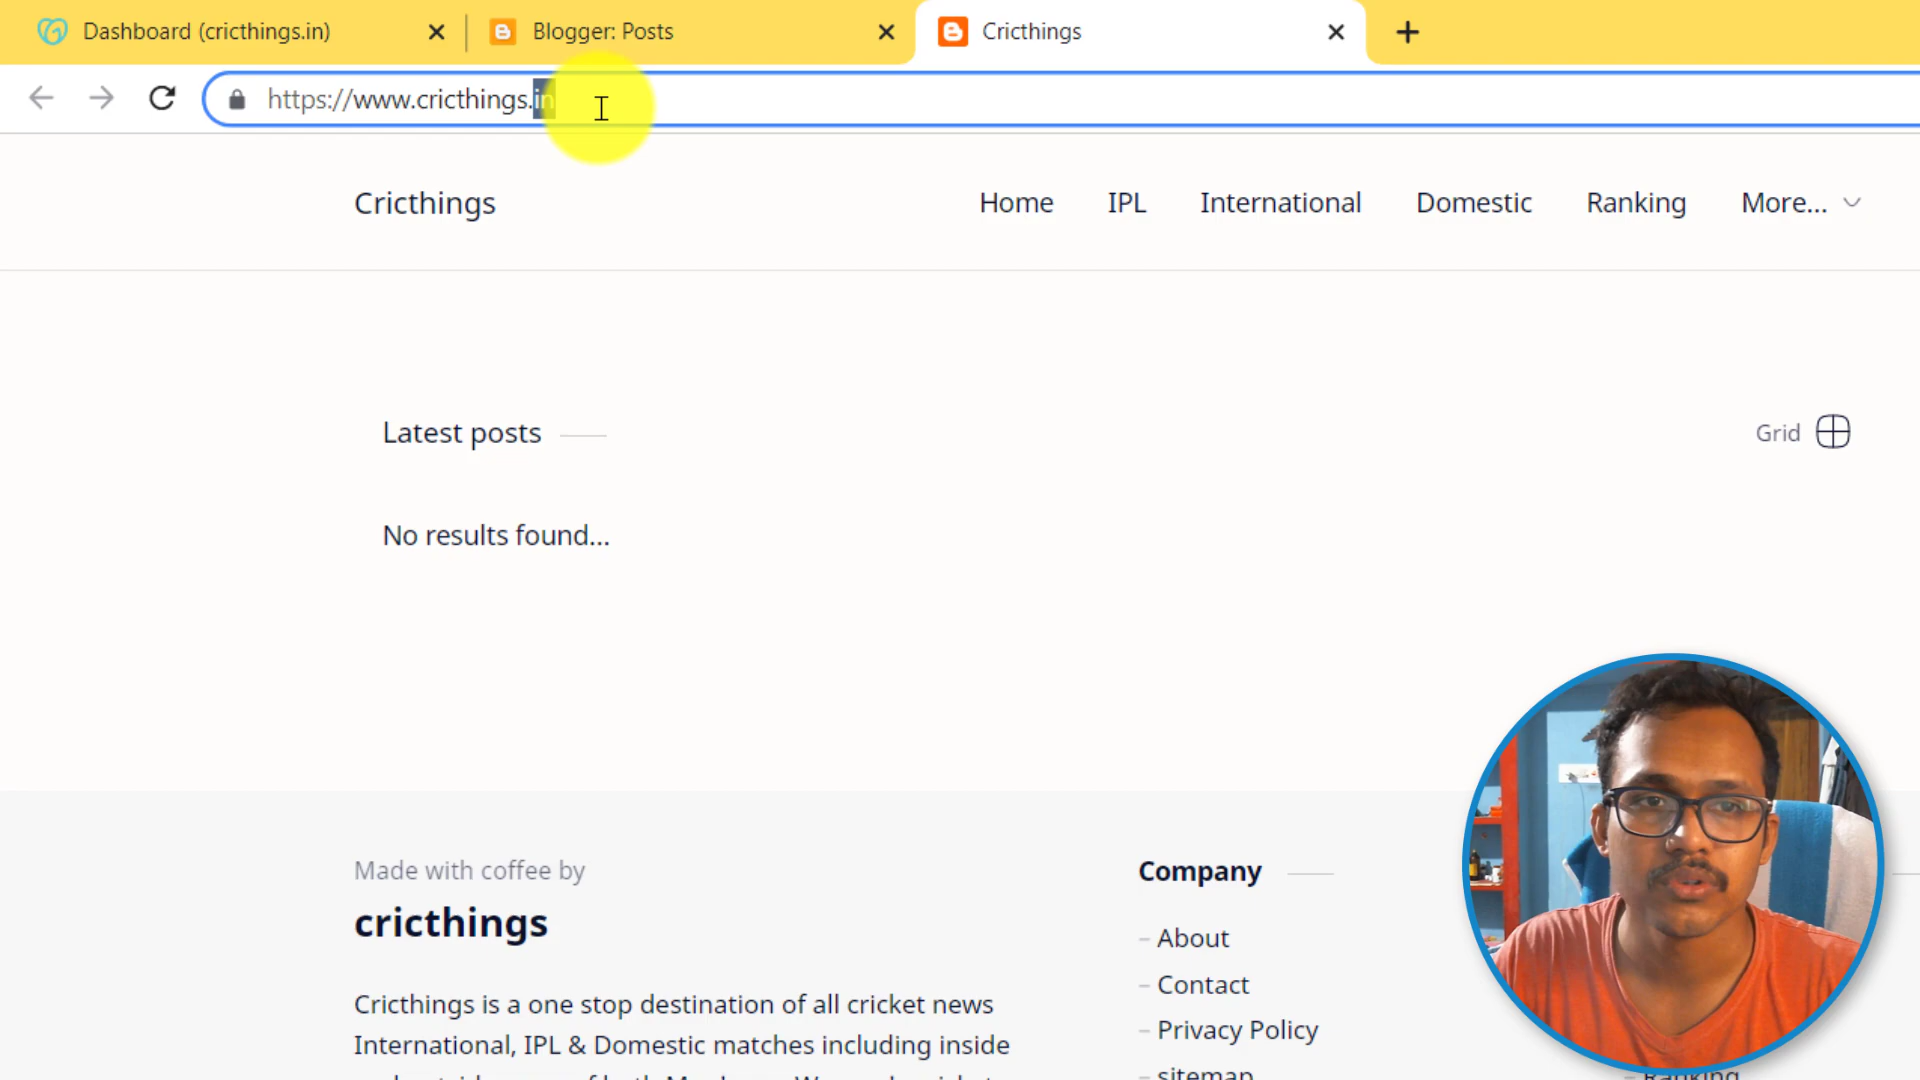 Dashboard (cricthings.in)
Blogger: Posts
Cricthings
https://www.cricthings.in
Cricthings
Home IPL International Domestic Ranking More...
Latest posts
Grid
No results found...
Made with coffee by
cricthings
Cricthings is a one stop destination of all cricket news
International, IPL & Domestic matches including inside
Company
– About
– Contact
– Privacy Policy
– sitemap
– Ranking